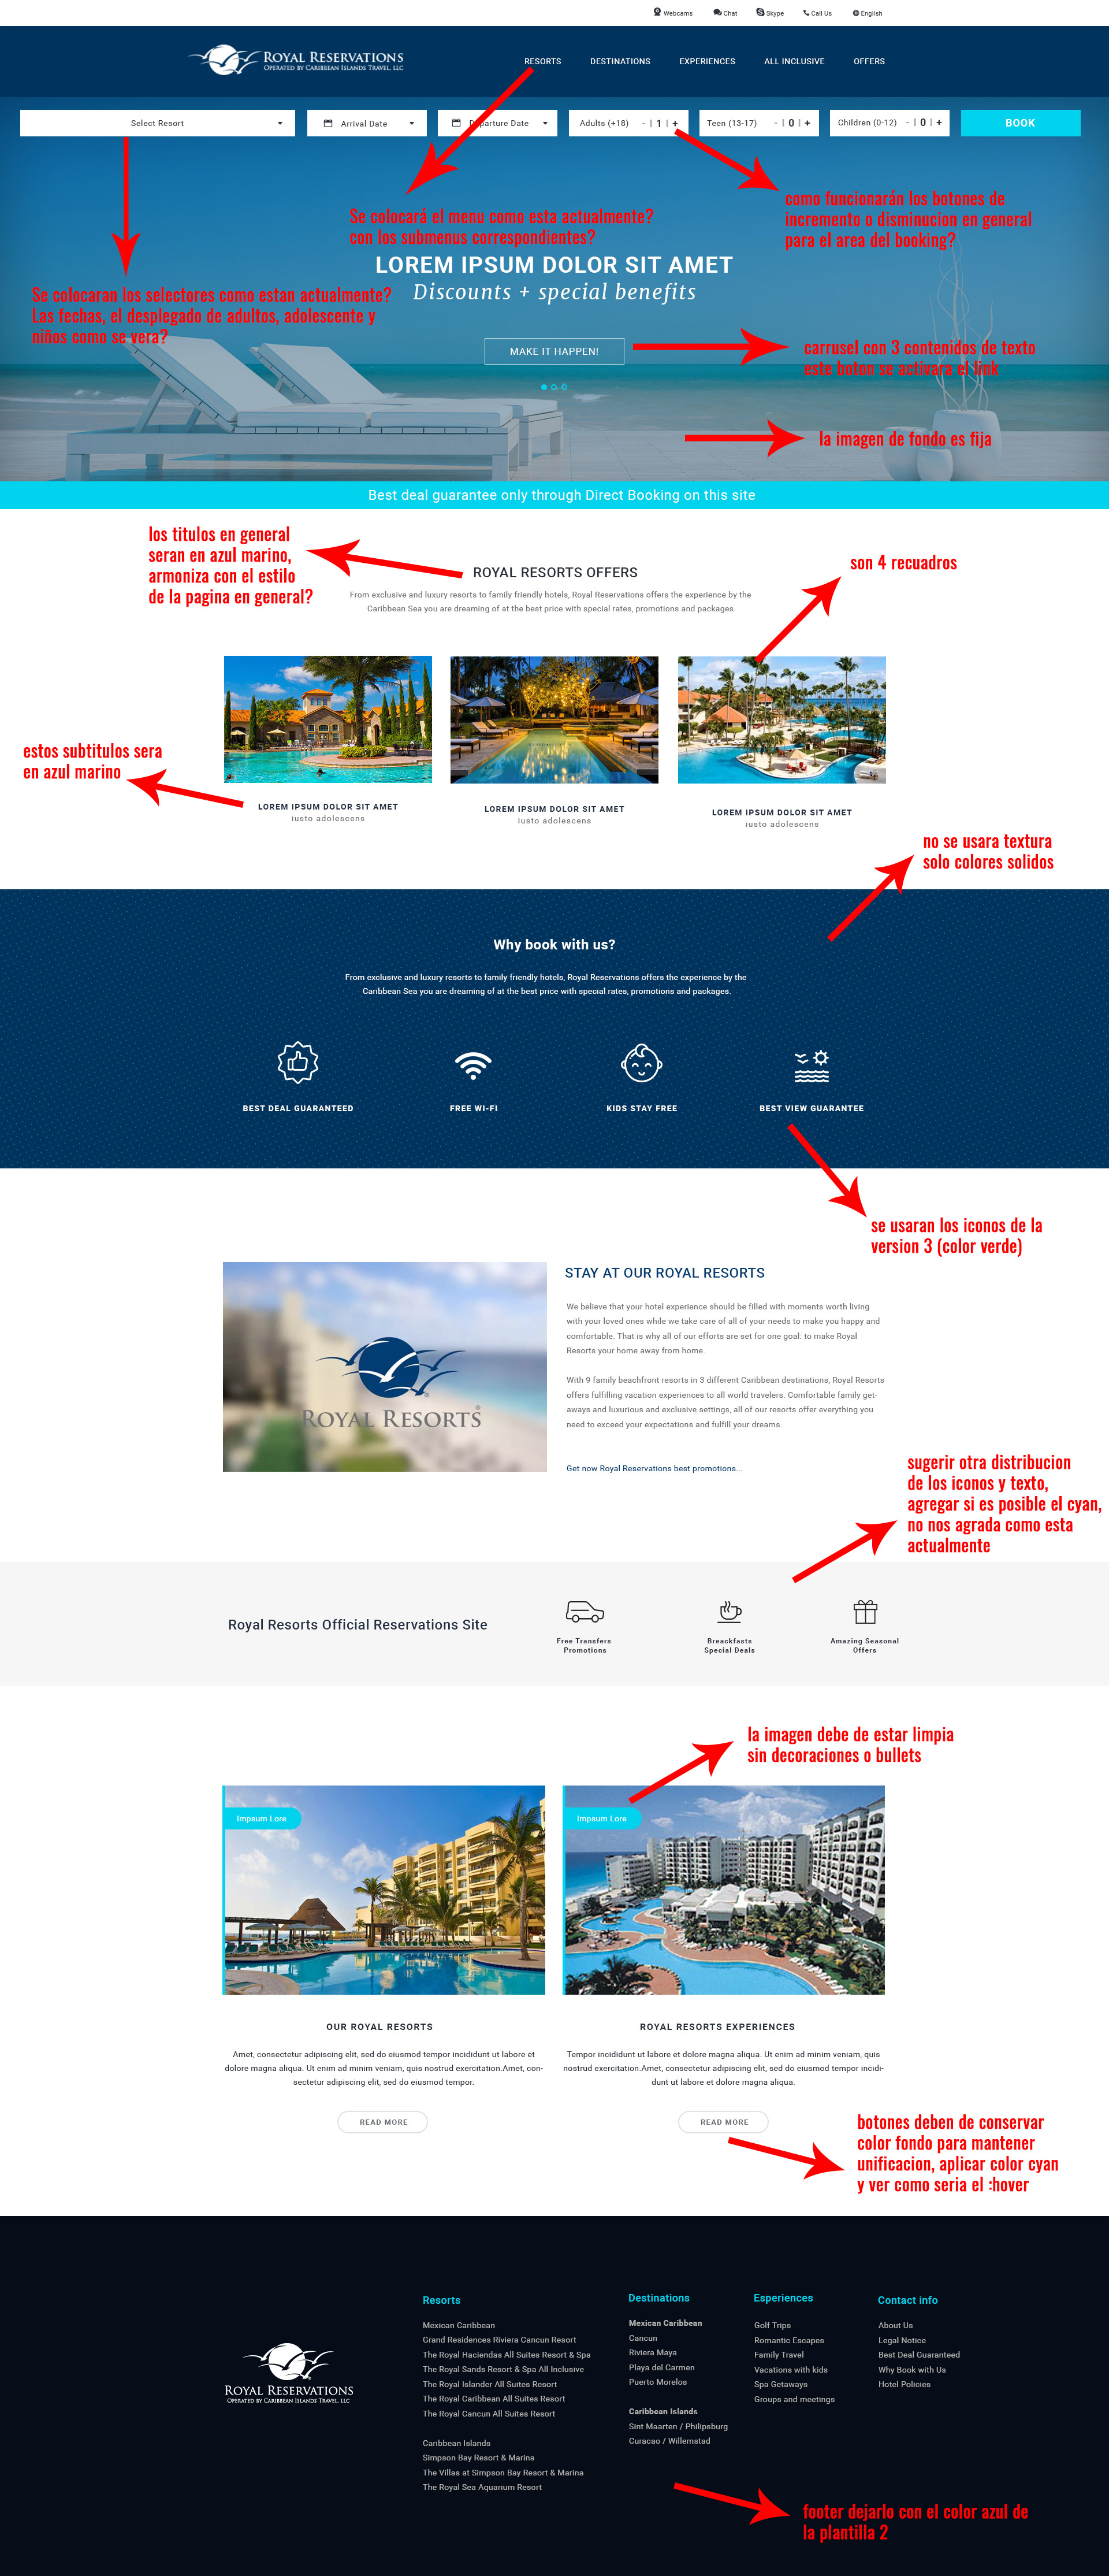 Webcams Chat Skype Call Us English
ROYAL RESERVATIONS
OPERATED BY CARIBBEAN ISLANDS TRAVEL, LLC
RESORTS DESTINATIONS EXPERIENCES ALL INCLUSIVE OFFERS
Select Resort Arrival Date Departure Date Adults (+18) - | 1 | + Teen (13-17) - | 0 | + Children (0-12) - | 0 | + BOOK
como funcionarán los botones de
incremento o disminucion en general
para el area del booking?
Se colocará el menu como esta actualmente?
con los submenus correspondientes?
LOREM IPSUM DOLOR SIT AMET
Discounts + special benefits
Se colocaran los selectores como estan actualmente?
Las fechas, el desplegado de adultos, adolescente y
niños como se vera?
MAKE IT HAPPEN!
carrusel con 3 contenidos de texto
este boton se activara el link
la imagen de fondo es fija
Best deal guarantee only through Direct Booking on this site
los titulos en general
seran en azul marino,
armoniza con el estilo
de la pagina en general?
son 4 recuadros
ROYAL RESORTS OFFERS
From exclusive and luxury resorts to family friendly hotels, Royal Reservations offers the experience by the
Caribbean Sea you are dreaming of at the best price with special rates, promotions and packages.
estos subtitulos sera
en azul marino
LOREM IPSUM DOLOR SIT AMET
iusto adolescens
LOREM IPSUM DOLOR SIT AMET
iusto adolescens
LOREM IPSUM DOLOR SIT AMET
iusto adolescens
no se usara textura
solo colores solidos
Why book with us?
From exclusive and luxury resorts to family friendly hotels, Royal Reservations offers the experience by the
Caribbean Sea you are dreaming of at the best price with special rates, promotions and packages.
BEST DEAL GUARANTEED FREE WI-FI KIDS STAY FREE BEST VIEW GUARANTEE
se usaran los iconos de la
version 3 (color verde)
ROYAL RESORTS®
STAY AT OUR ROYAL RESORTS
We believe that your hotel experience should be filled with moments worth living
with your loved ones while we take care of all of your needs to make you happy and
comfortable. That is why all of our efforts are set for one goal: to make Royal
Resorts your home away from home.
With 9 family beachfront resorts in 3 different Caribbean destinations, Royal Resorts
offers fulfilling vacation experiences to all world travelers. Comfortable family get-
aways and luxurious and exclusive settings, all of our resorts offer everything you
need to exceed your expectations and fulfill your dreams.
Get now Royal Reservations best promotions...
sugerir otra distribucion
de los iconos y texto,
agregar si es posible el cyan,
no nos agrada como esta
actualmente
Royal Resorts Official Reservations Site
Free Transfers
Promotions
Breackfasts
Special Deals
Amazing Seasonal
Offers
la imagen debe de estar limpia
sin decoraciones o bullets
Impsum Lore
Impsum Lore
OUR ROYAL RESORTS
Amet, consectetur adipiscing elit, sed do eiusmod tempor incididunt ut labore et
dolore magna aliqua. Ut enim ad minim veniam, quis nostrud exercitation.Amet, con-
sectetur adipiscing elit, sed do eiusmod tempor.
READ MORE
ROYAL RESORTS EXPERIENCES
Tempor incididunt ut labore et dolore magna aliqua. Ut enim ad minim veniam, quis
nostrud exercitation.Amet, consectetur adipiscing elit, sed do eiusmod tempor incidi-
dunt ut labore et dolore magna aliqua.
READ MORE
botones deben de conservar
color fondo para mantener
unificacion, aplicar color cyan
y ver como seria el :hover
ROYAL RESERVATIONS
OPERATED BY CARIBBEAN ISLANDS TRAVEL, LLC
Resorts
Mexican Caribbean
Grand Residences Riviera Cancun Resort
The Royal Haciendas All Suites Resort & Spa
The Royal Sands Resort & Spa All Inclusive
The Royal Islander All Suites Resort
The Royal Caribbean All Suites Resort
The Royal Cancun All Suites Resort
Caribbean Islands
Simpson Bay Resort & Marina
The Villas at Simpson Bay Resort & Marina
The Royal Sea Aquarium Resort
Destinations
Mexican Caribbean
Cancun
Riviera Maya
Playa del Carmen
Puerto Morelos
Caribbean Islands
Sint Maarten / Philipsburg
Curacao / Willemstad
Esperiences
Golf Trips
Romantic Escapes
Family Travel
Vacations with kids
Spa Getaways
Groups and meetings
Contact info
About Us
Legal Notice
Best Deal Guaranteed
Why Book with Us
Hotel Policies
footer dejarlo con el color azul de
la plantilla 2